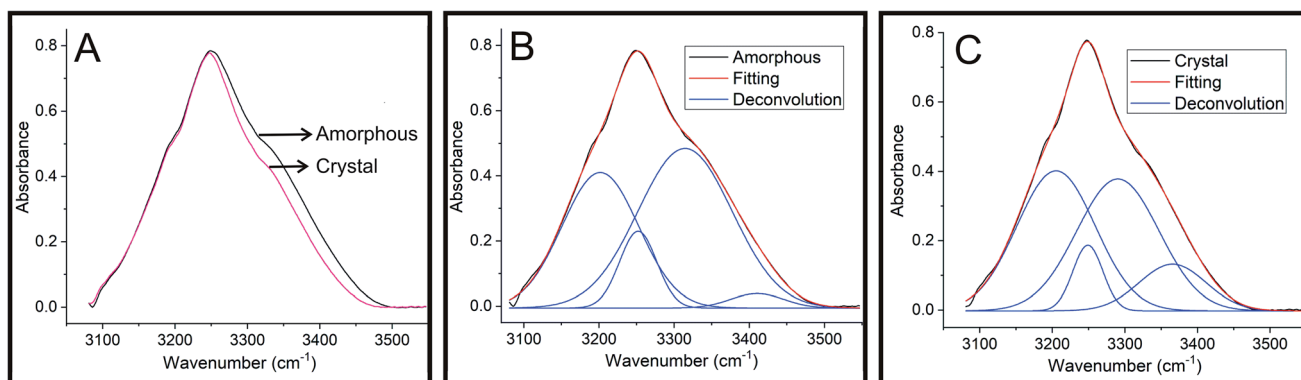 A
0.8
0.6
0.4
0.2
0.0
Absorbance
Amorphous
Crystal
3100 3200 3300 3400 3500
Wavenumber (cm⁻¹)
B
Amorphous
Fitting
Deconvolution
0.8
0.6
0.4
0.2
0.0
Absorbance
3100 3200 3300 3400 3500
Wavenumber (cm⁻¹)
C
Crystal
Fitting
Deconvolution
0.8
0.6
0.4
0.2
0.0
Absorbance
3100 3200 3300 3400 3500
Wavenumber (cm⁻¹)